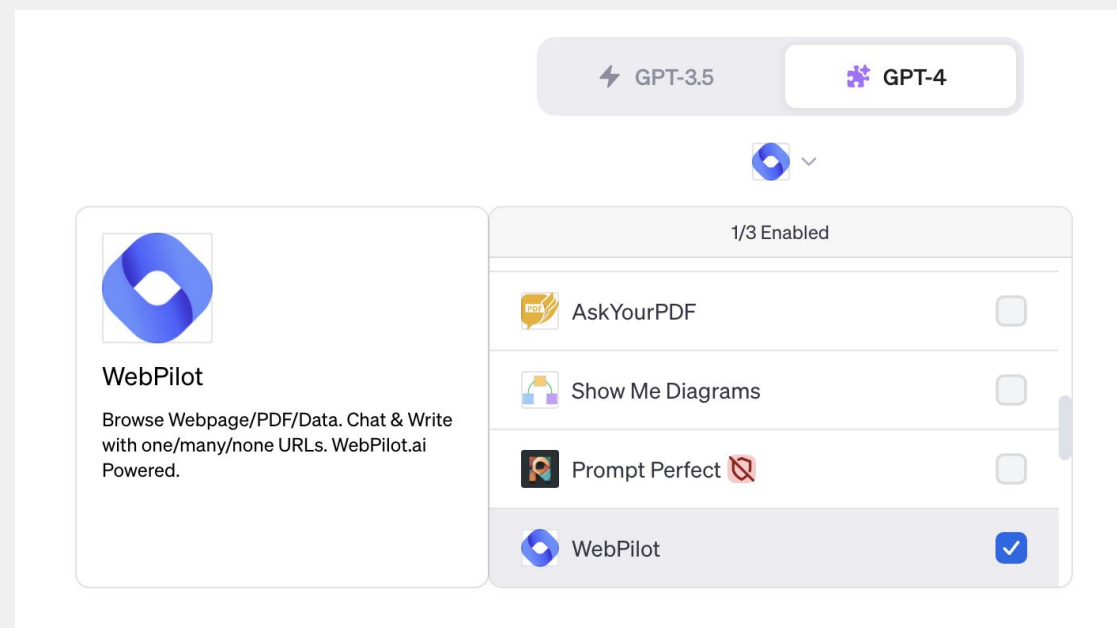 GPT-3.5
GPT-4
1/3 Enabled
WebPilot
Browse Webpage/PDF/Data. Chat & Write
with one/many/none URLs. WebPilot.ai
Powered.
PDF
AskYourPDF
Show Me Diagrams
Prompt Perfect
WebPilot